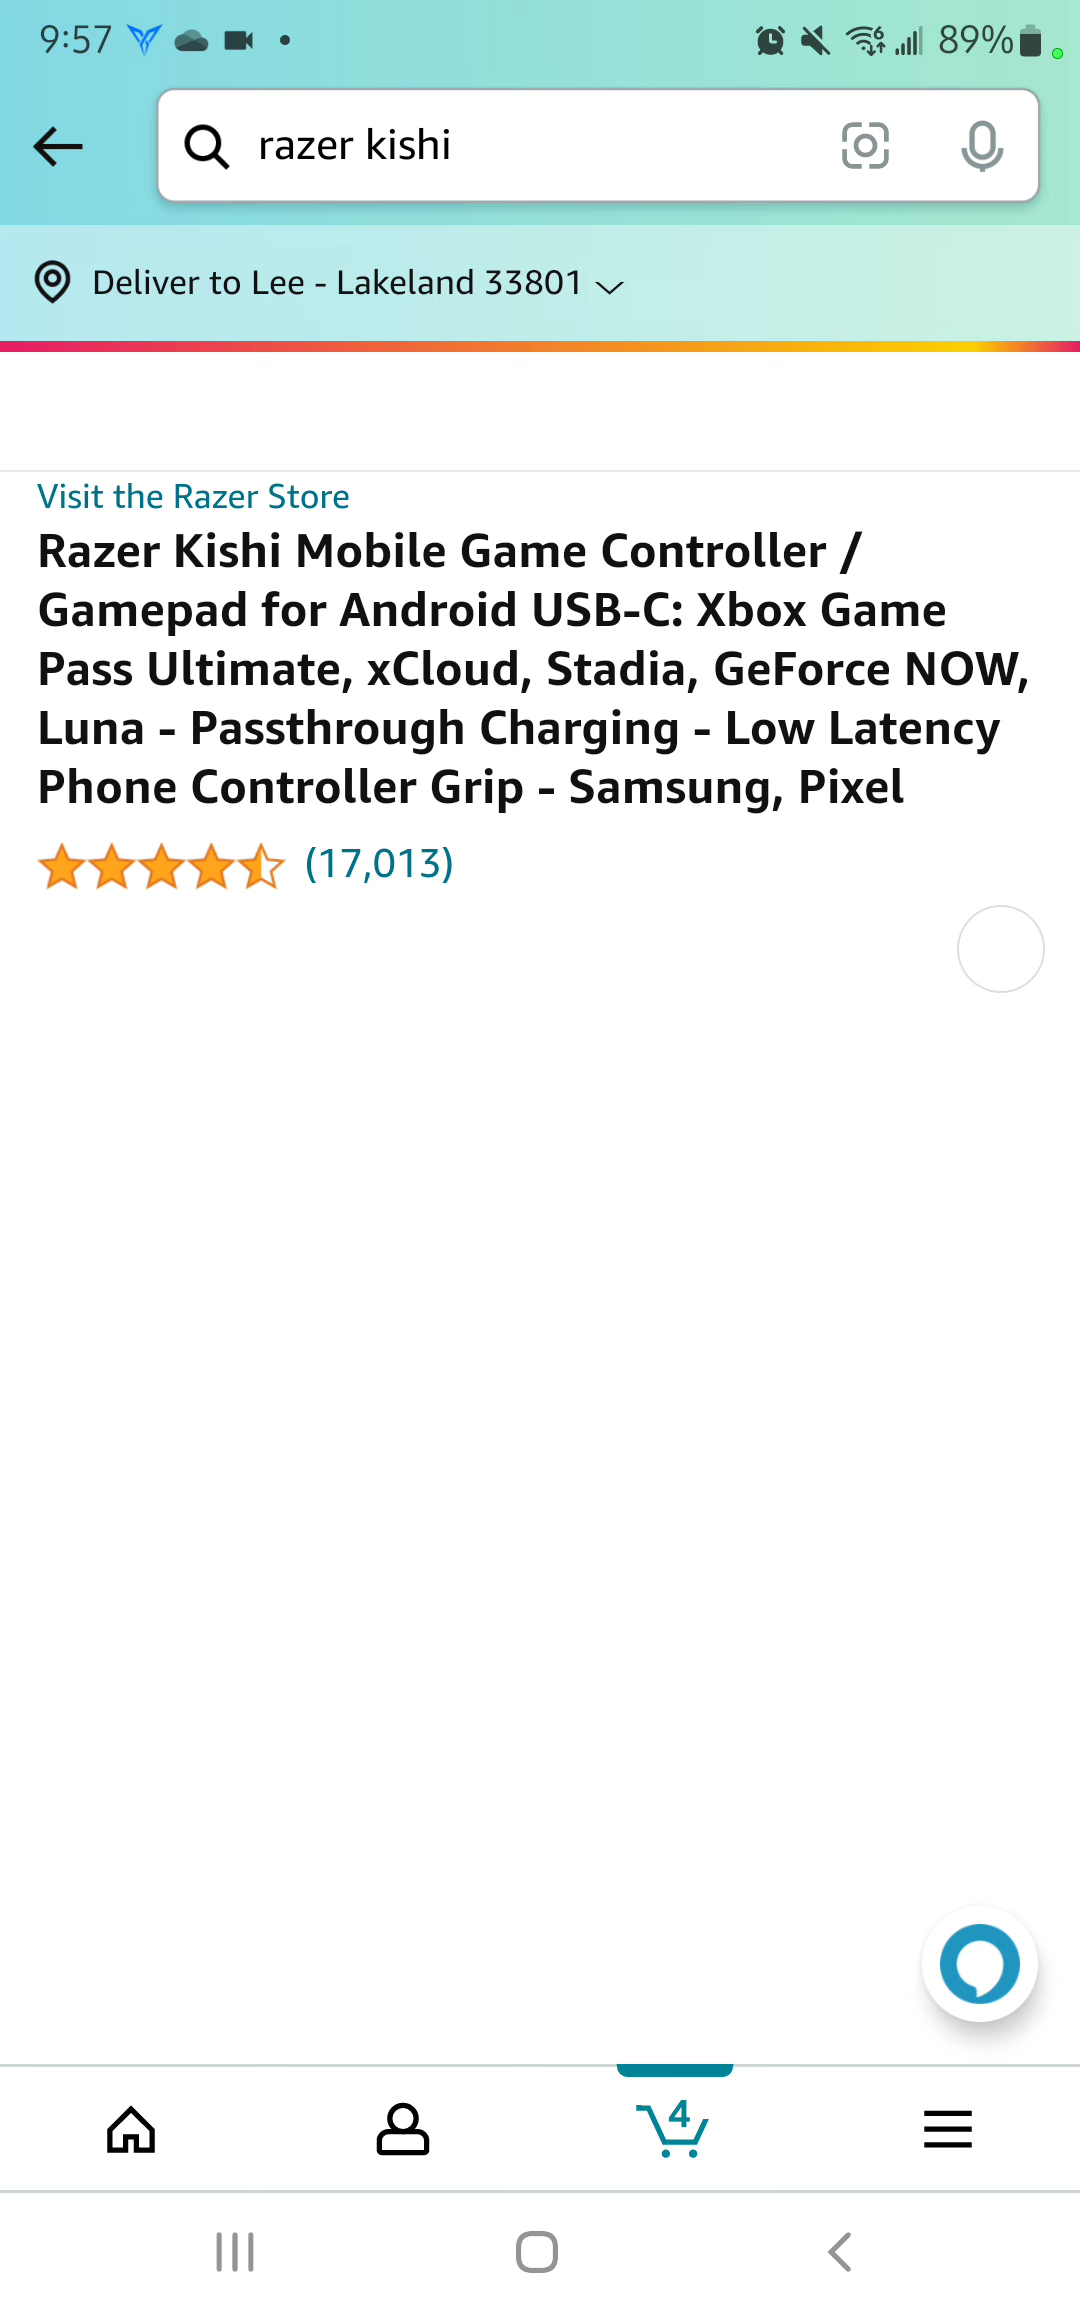 9:57
89%
razer kishi
Deliver to Lee - Lakeland 33801
Visit the Razer Store
Razer Kishi Mobile Game Controller /
Gamepad for Android USB-C: Xbox Game
Pass Ultimate, xCloud, Stadia, GeForce NOW,
Luna - Passthrough Charging - Low Latency
Phone Controller Grip - Samsung, Pixel
(17,013)
4